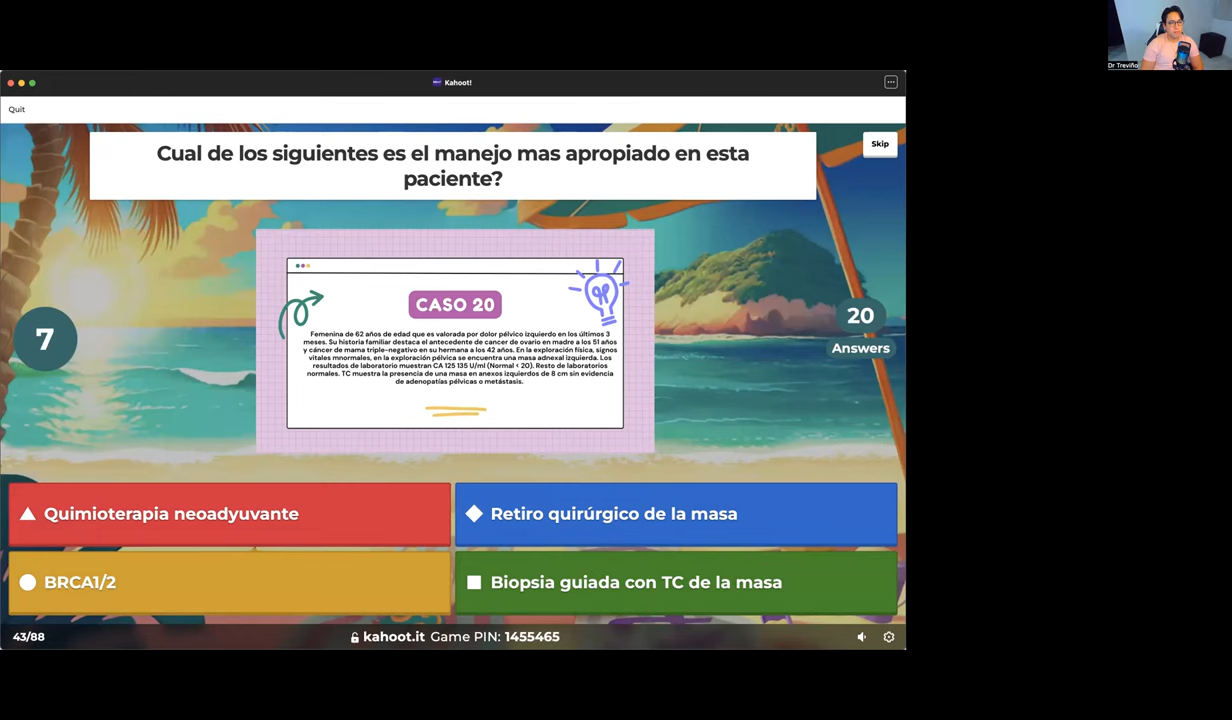 Dr Treviño
Kahoot!
Quit
Cual de los siguientes es el manejo mas apropiado en esta
paciente?
Skip
CASO 20
Femenina de 62 años de edad que es valorada por dolor pélvico izquierdo en los últimos 3
meses. Su historia familiar destaca el antecedente de cancer de ovario en madre a los 51 años
y cáncer de mama triple-negativo en su hermana a los 42 años. En la exploración física, signos
vitales mnormales, en la exploración pélvica se encuentra una masa adnexal izquierda. Los
resultados de laboratorio muestran CA 125 135 U/ml (Normal < 20). Resto de laboratorios
normales. TC muestra la presencia de una masa en anexos izquierdos de 8 cm sin evidencia
de adenopatías pélvicas o metástasis.
7
20
Answers
Quimioterapia neoadyuvante
Retiro quirúrgico de la masa
BRCA1/2
Biopsia guiada con TC de la masa
43/88
kahoot.it Game PIN: 1455465